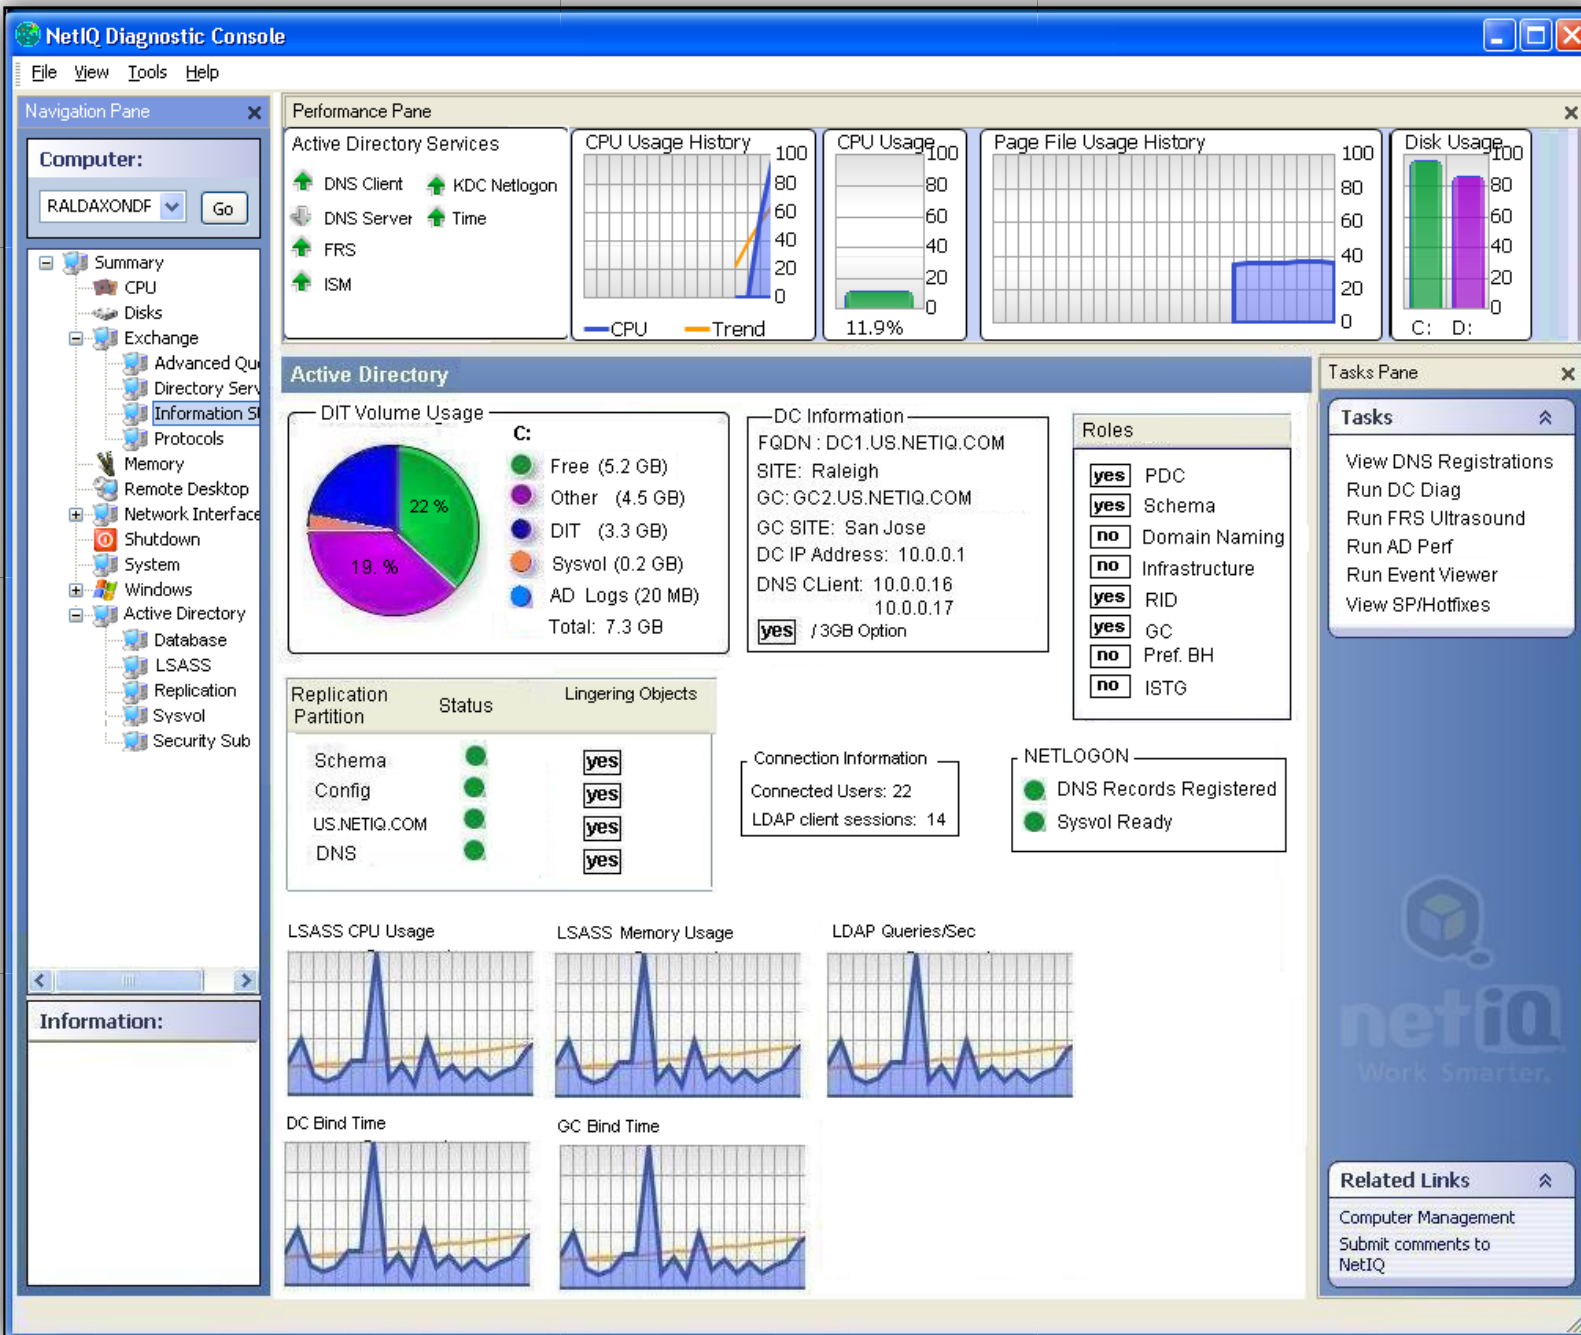 NetIQ Diagnostic Console
File View Tools Help
Navigation Pane
Computer:
RALDAXONDF
Go
Summary
CPU
Disks
Exchange
Advanced Qu
Directory Serv
Information S
Protocols
Memory
Remote Desktop
Network Interface
Shutdown
System
Windows
Active Directory
Database
LSASS
Replication
Sysvol
Security Sub
Information:
Performance Pane
Active Directory Services
DNS Client KDC Netlogon
DNS Server Time
FRS
ISM
CPU Usage History
100
80
60
40
20
0
CPU Trend
CPU Usage
100
80
60
40
20
0
11.9%
Page File Usage History
100
80
60
40
20
0
Disk Usage
100
80
60
40
20
0
C: D:
Active Directory
DIT Volume Usage
22 %
19. %
C:
Free (5.2 GB)
Other (4.5 GB)
DIT (3.3 GB)
Sysvol (0.2 GB)
AD Logs (20 MB)
Total: 7.3 GB
DC Information
FQDN : DC1.US.NETIQ.COM
SITE: Raleigh
GC: GC2.US.NETIQ.COM
GC SITE: San Jose
DC IP Address: 10.0.0.1
DNS CLient: 10.0.0.16
10.0.0.17
yes / 3GB Option
Roles
yes PDC
yes Schema
no Domain Naming
no Infrastructure
yes RID
yes GC
no Pref. BH
no ISTG
Replication Partition Status Lingering Objects
Schema yes
Config yes
US.NETIQ.COM yes
DNS yes
Connection Information
Connected Users: 22
LDAP client sessions: 14
NETLOGON
DNS Records Registered
Sysvol Ready
LSASS CPU Usage
LSASS Memory Usage
LDAP Queries/Sec
DC Bind Time
GC Bind Time
Tasks Pane
Tasks
View DNS Registrations
Run DC Diag
Run FRS Ultrasound
Run AD Perf
Run Event Viewer
View SP/Hotfixes
netiQ
Work Smarter.
Related Links
Computer Management
Submit comments to
NetIQ